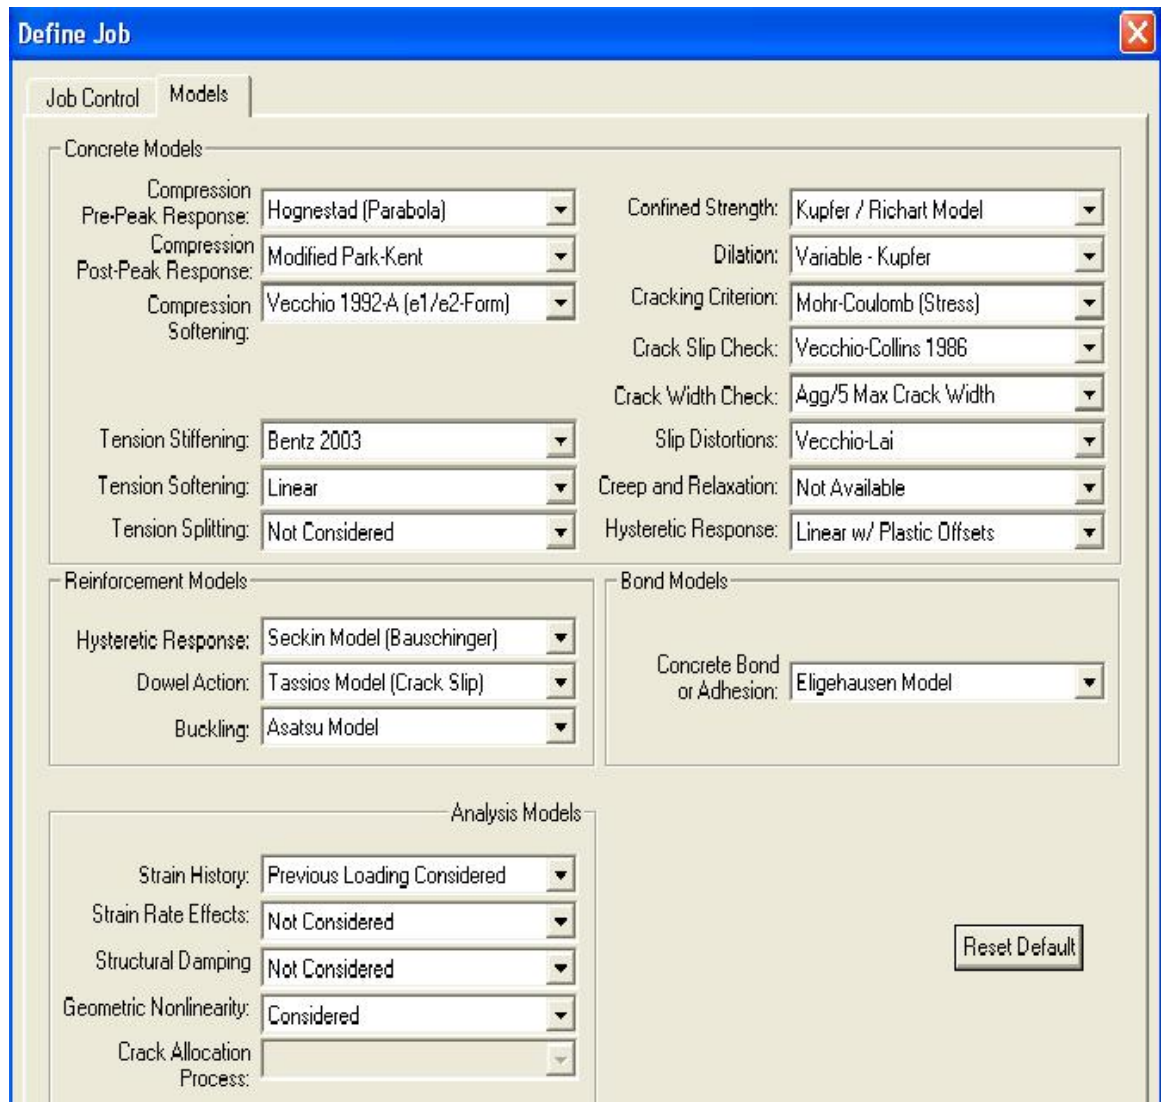 Define Job
Job Control
Models
Concrete Models
Compression
Pre-Peak Response:
Hognestad (Parabola)
Compression
Post-Peak Response:
Modified Park-Kent
Compression
Softening:
Vecchio 1992-A (e1/e2-Form)
Tension Stiffening:
Bentz 2003
Tension Softening:
Linear
Tension Splitting:
Not Considered
Confined Strength:
Kupfer / Richart Model
Dilation:
Variable - Kupfer
Cracking Criterion:
Mohr-Coulomb (Stress)
Crack Slip Check:
Vecchio-Collins 1986
Crack Width Check:
Agg/5 Max Crack Width
Slip Distortions:
Vecchio-Lai
Creep and Relaxation:
Not Available
Hysteretic Response:
Linear w/ Plastic Offsets
Reinforcement Models
Hysteretic Response:
Seckin Model (Bauschinger)
Dowel Action:
Tassios Model (Crack Slip)
Buckling:
Asatsu Model
Bond Models
Concrete Bond
or Adhesion:
Eligehausen Model
Analysis Models
Strain History:
Previous Loading Considered
Strain Rate Effects:
Not Considered
Structural Damping
Not Considered
Geometric Nonlinearity:
Considered
Crack Allocation
Process:
Reset Default